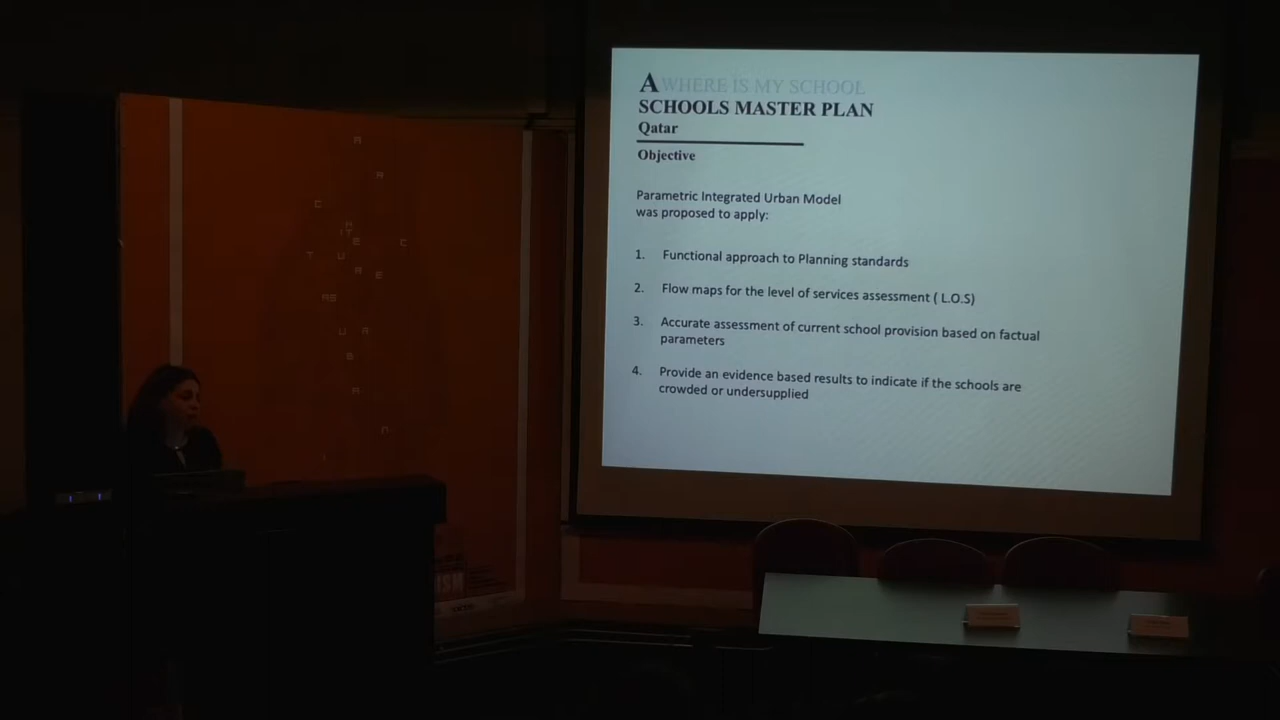 A WHERE IS MY SCHOOL
SCHOOLS MASTER PLAN
Qatar
Objective
Parametric Integrated Urban Model
was proposed to apply:
1. Functional approach to Planning standards
2. Flow maps for the level of services assessment ( L.O.S)
3. Accurate assessment of current school provision based on factual
parameters
4. Provide an evidence based results to indicate if the schools are
crowded or undersupplied